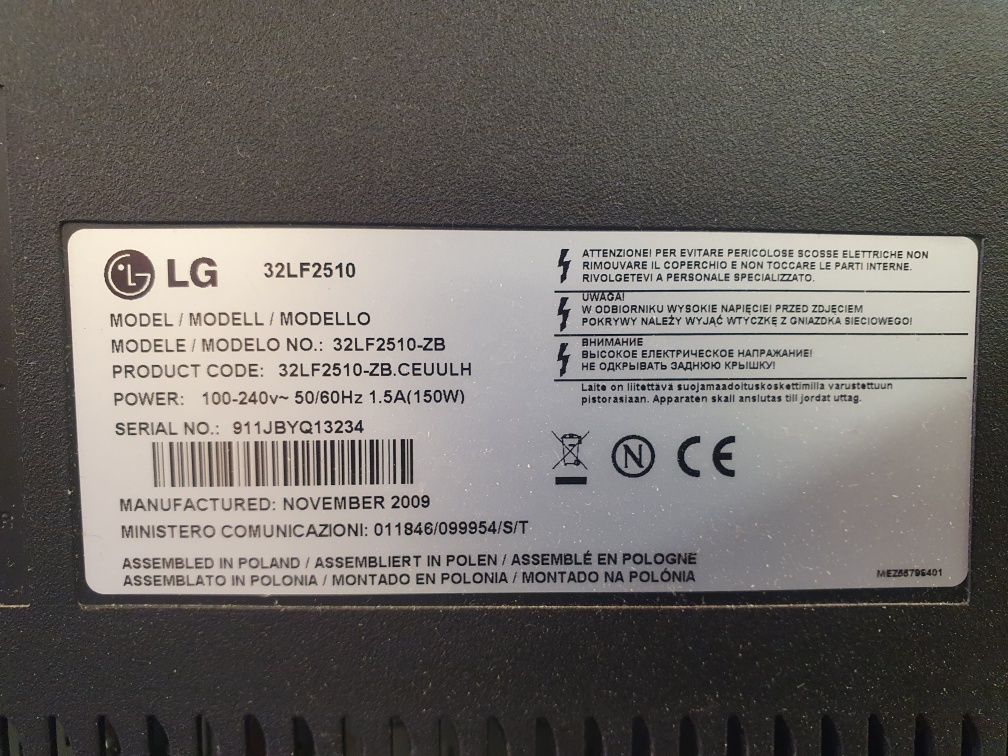 LG 32LF2510
MODEL / MODELL / MODELLO
MODELE / MODELO NO.: 32LF2510-ZB
PRODUCT CODE: 32LF2510-ZB.CEUULH
POWER: 100-240v~ 50/60Hz 1.5A(150W)
SERIAL NO.: 911JBYQ13234
MANUFACTURED: NOVEMBER 2009
MINISTERO COMUNICAZIONI: 011846/099954/S/T
ASSEMBLED IN POLAND / ASSEMBLIERT IN POLEN / ASSEMBLÉ EN POLOGNE
ASSEMBLATO IN POLONIA / MONTADO EN POLONIA / MONTADO NA POLÓNIA
ATTENZIONE! PER EVITARE PERICOLOSE SCOSSE ELETTRICHE NON
RIMOUVARE IL COPERCHIO E NON TOCCARE LE PARTI INTERNE.
RIVOLGETEVI A PERSONALE SPECIALIZZATO.
UWAGA!
W ODBIORNIKU WYSOKIE NAPIĘCIE! PRZED ZDJĘCIEM
POKRYWY NALEŻY WYJĄĆ WTYCZKĘ Z GNIAZDKA SIECIOWEGO!
ВНИМАНИЕ
ВЫСОКОЕ ЕЛЕКТРИЧЕСКОЕ НАПРАЖАНИЕ!
НЕ ОДКРЫВАТЬ ЗАДНЮЮ КРЫШКУ!
Laite on liitettävä suojamaadoituskoskettimilla varustettuun
pistorasiaan. Apparaten skall anslutas till jordat uttag.
N CE
MEZ55799401